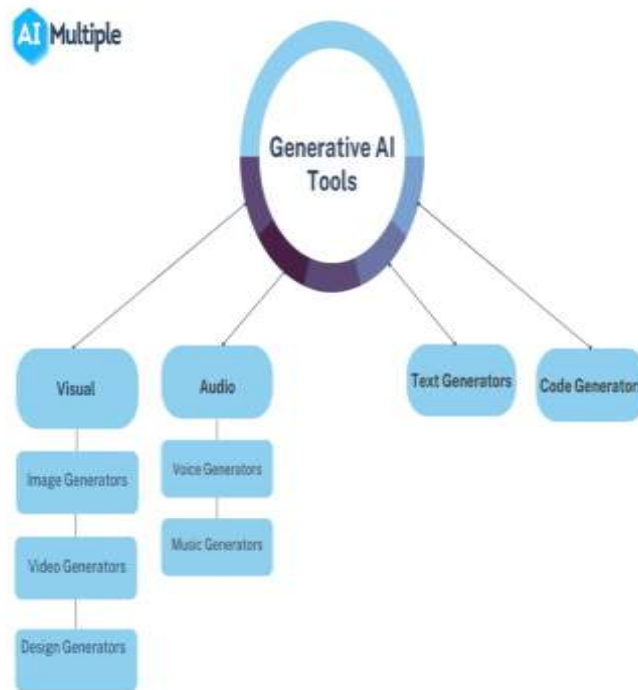 AI Multiple
Generative AI
Tools
Visual
Audio
Text Generators
Code Generator
Image Generators
Voice Generators
Video Generators
Music Generators
Design Generators